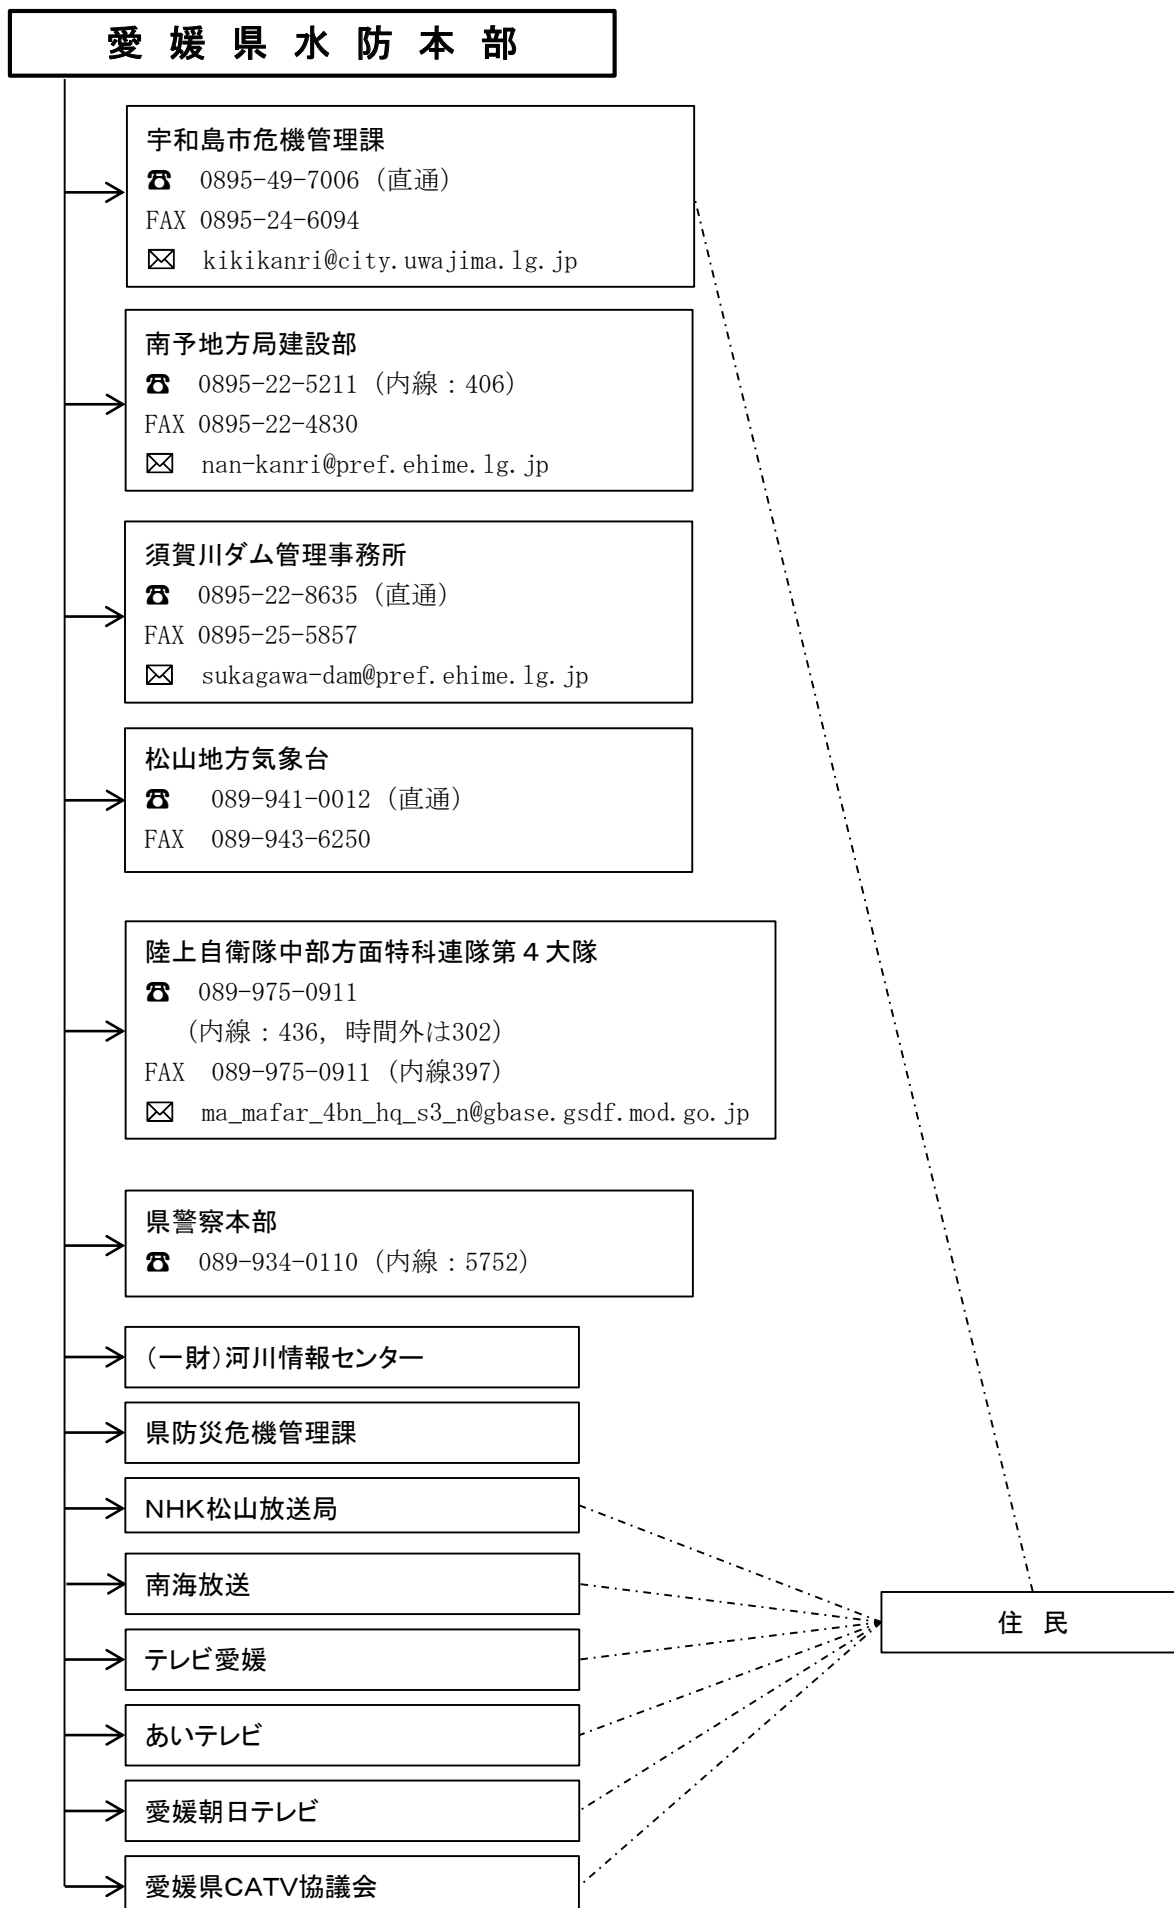 愛媛県水防本部
宇和島市危機管理課
☎ 0895-49-7006（直通）
FAX 0895-24-6094
✉ kikikanri@city.uwajima.lg.jp
南予地方局建設部
☎ 0895-22-5211（内線：406）
FAX 0895-22-4830
✉ nan-kanri@pref.ehime.lg.jp
須賀川ダム管理事務所
☎ 0895-22-8635（直通）
FAX 0895-25-5857
✉ sukagawa-dam@pref.ehime.lg.jp
松山地方気象台
☎ 089-941-0012（直通）
FAX 089-943-6250
陸上自衛隊中部方面特科連隊第４大隊
☎ 089-975-0911
（内線：436，時間外は302）
FAX 089-975-0911（内線397）
✉ ma_mafar_4bn_hq_s3_n@gbase.gsdf.mod.go.jp
県警察本部
☎ 089-934-0110（内線：5752）
（一財）河川情報センター
県防災危機管理課
NHK松山放送局
南海放送
住民
テレビ愛媛
あいテレビ
愛媛朝日テレビ
愛媛県CATV協議会